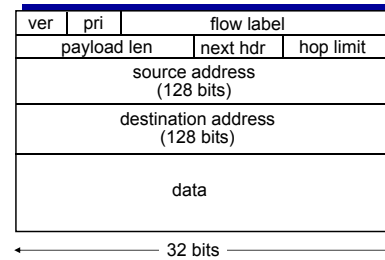 ver pri flow label
payload len next hdr hop limit
source address
(128 bits)
destination address
(128 bits)
data
32 bits